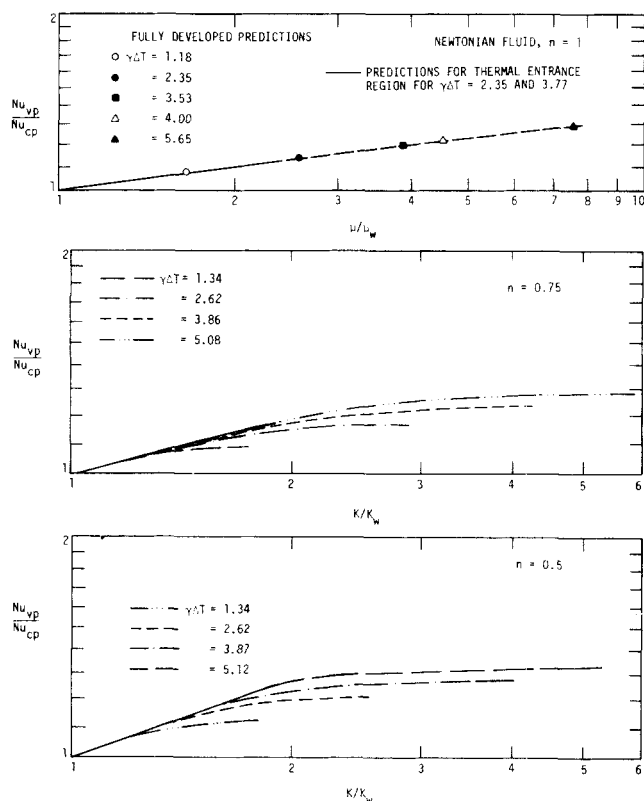 FULLY DEVELOPED PREDICTIONS
NEWTONIAN FLUID, n = 1
○ γΔT = 1.18
● = 2.35
■ = 3.53
△ = 4.00
▲ = 5.65
PREDICTIONS FOR THERMAL ENTRANCE
REGION FOR γΔT = 2.35 AND 3.77
2
Nu_vp
Nu_cp
1
1 2 3 4 5 6 7 8 9 10
μ/μ_w
2
γΔT = 1.34
= 2.62
= 3.86
= 5.08
n = 0.75
Nu_vp
Nu_cp
1
1 2 3 4 5 6
K/K_w
2
n = 0.5
γΔT = 1.34
= 2.62
= 3.87
= 5.12
Nu_vp
Nu_cp
1
1 2 3 4 5 6
K/K_w